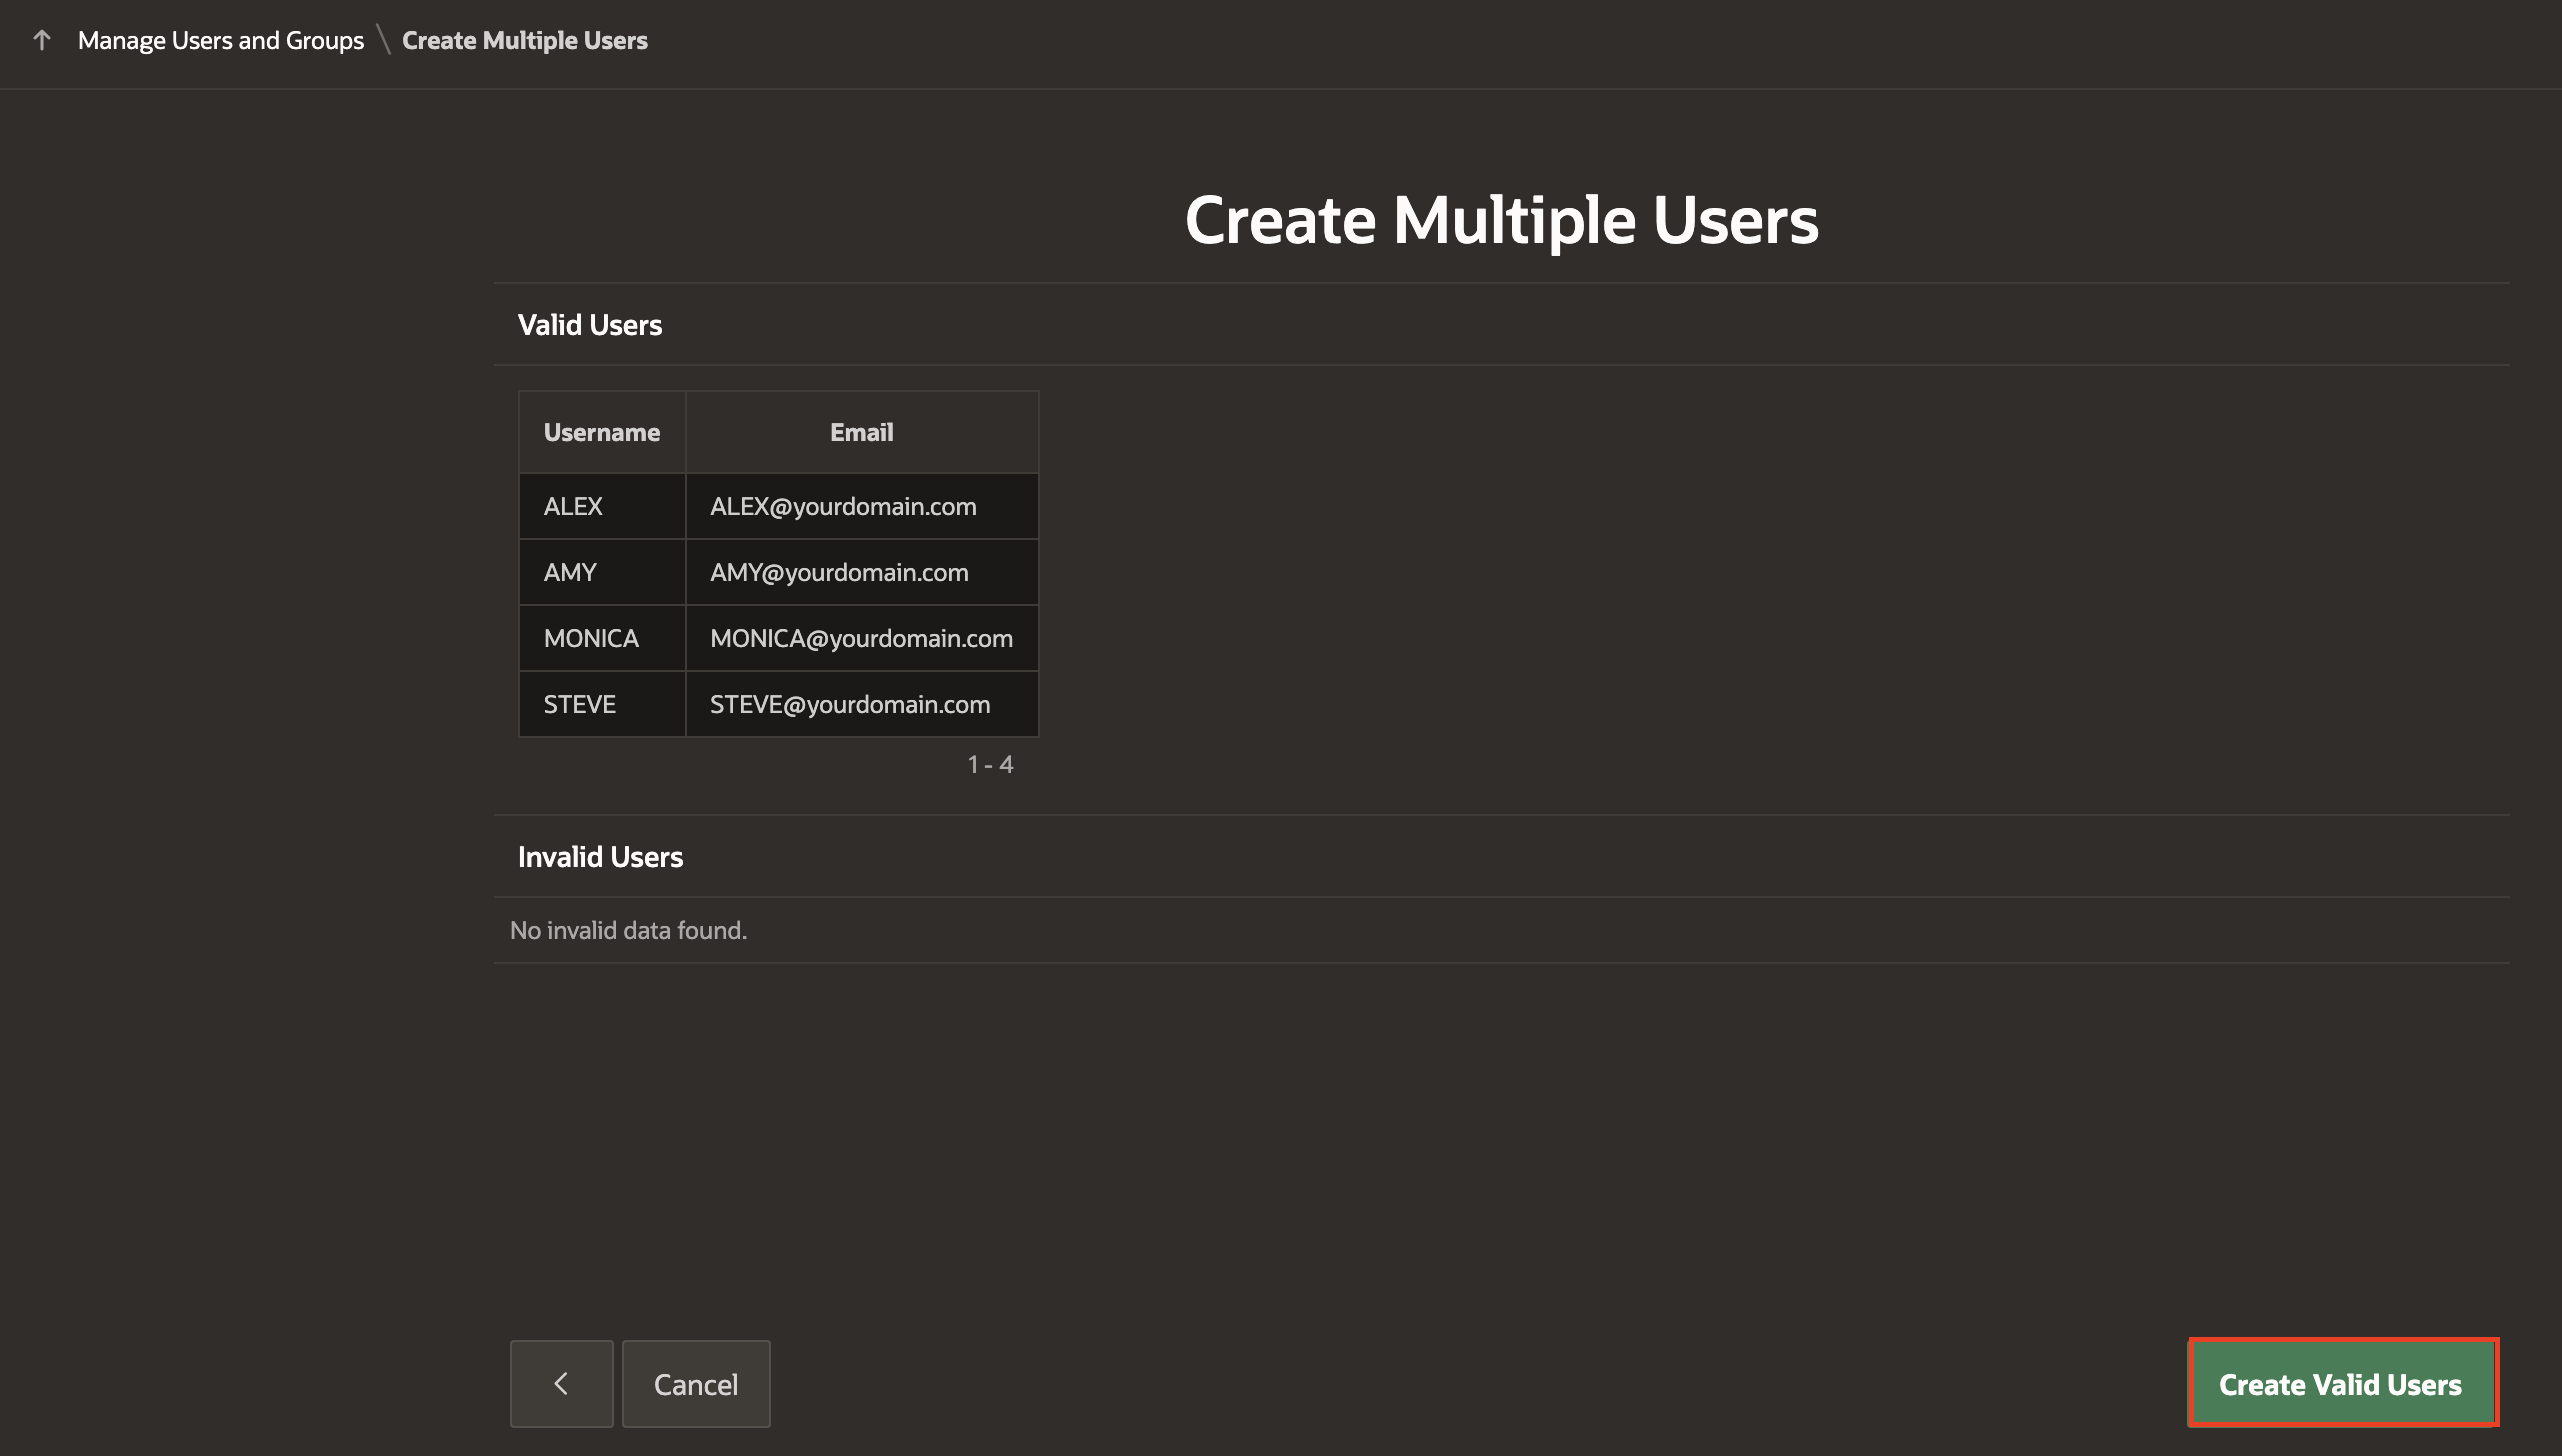 Manage Users and Groups \ Create Multiple Users
Create Multiple Users
Valid Users
Username Email
ALEX ALEX@yourdomain.com
AMY AMY@yourdomain.com
MONICA MONICA@yourdomain.com
STEVE STEVE@yourdomain.com
1 - 4
Invalid Users
No invalid data found.
Cancel Create Valid Users